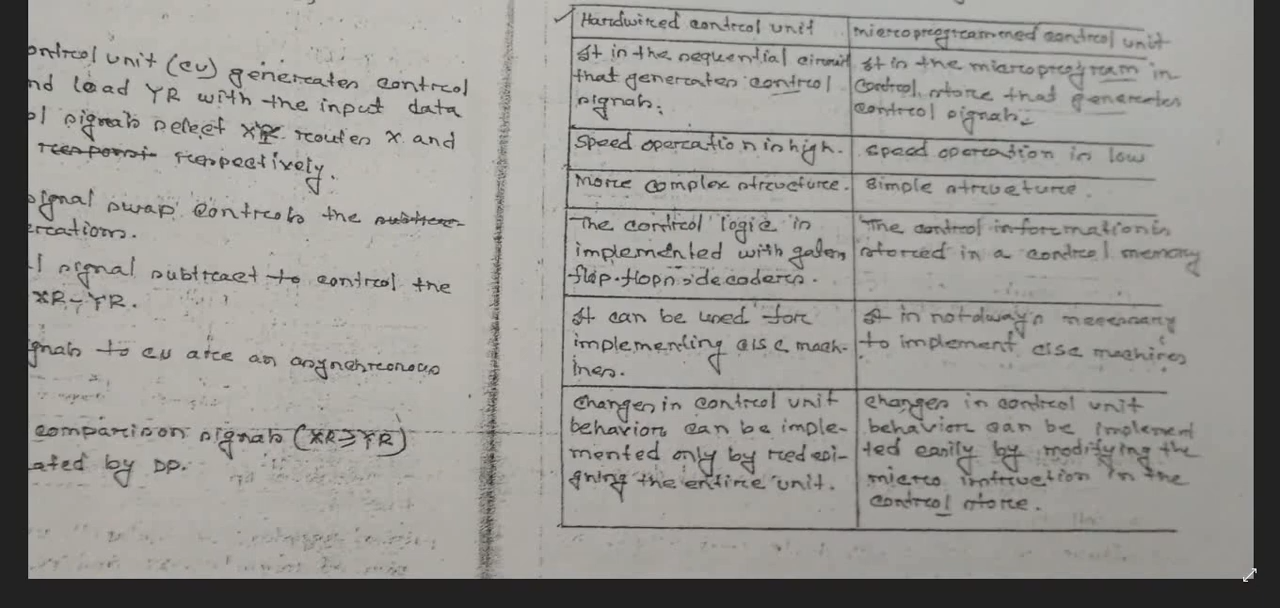 ontrol unit (CU) generates control
nd load YR with the input data
ol signals select XY routes X and
respectively.
signal swap controls the
erations.
l signal subtract to control the
XR - YR.
gnals to CU are an asynchronous
comparison signals (XR ≥ YR)
ated by DP.
Hardwired control unit
microprogrammed control unit
It is the sequential circuit
that generates control
signals.
It is the microprogram in
control store that generates
control signals.
Speed operation is high.
speed operation is low
More complex structure.
Simple structure.
The control logic is
implemented with gates,
flip-flops, decoders.
The control information is
stored in a control memory
It can be used for
implementing CISC mach-
ines.
It is not always necessary
to implement CISC machines
Changes in control unit
behavior can be imple-
mented only by redesi-
gning the entire unit.
Changes in control unit
behavior can be implemen
ted easily by modifying the
micro instruction in the
control store.